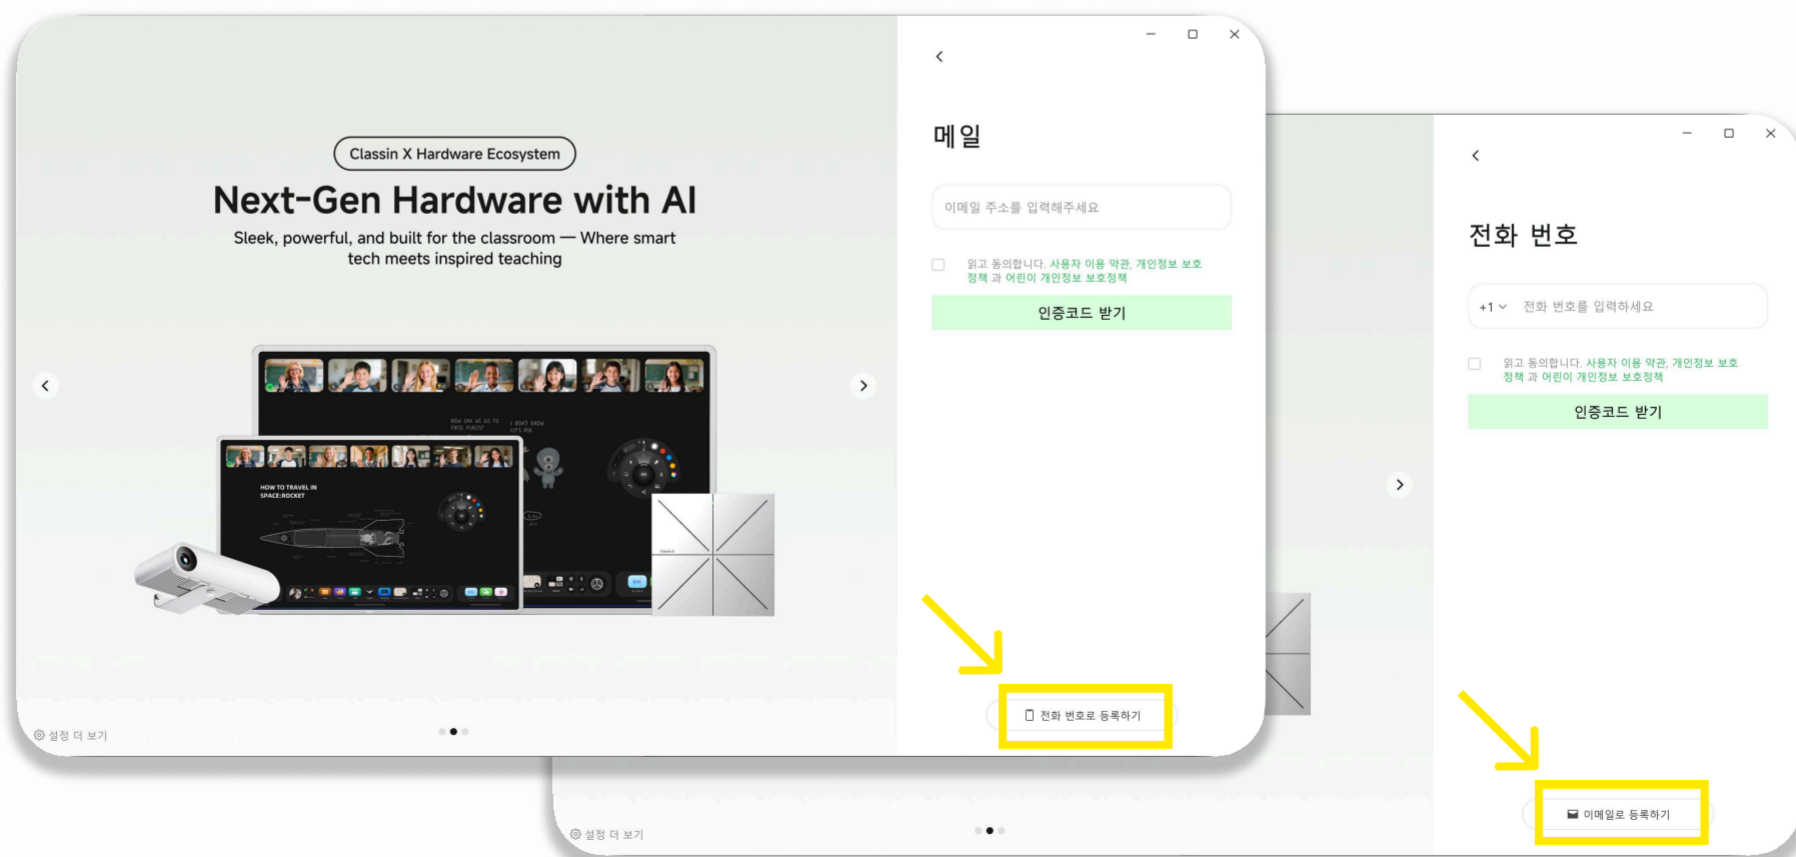 Classin X Hardware Ecosystem
Next-Gen Hardware with AI
Sleek, powerful, and built for the classroom — Where smart
tech meets inspired teaching
HOW TO TRAVEL IN
SPACE:ROCKET
설정 더 보기
메일
이메일 주소를 입력해주세요
읽고 동의합니다. 사용자 이용 약관, 개인정보 보호
정책 과 어린이 개인정보 보호정책
인증코드 받기
전화 번호로 등록하기
전화 번호
+1 전화 번호를 입력하세요
읽고 동의합니다. 사용자 이용 약관, 개인정보 보호
정책 과 어린이 개인정보 보호정책
인증코드 받기
이메일로 등록하기
설정 더 보기